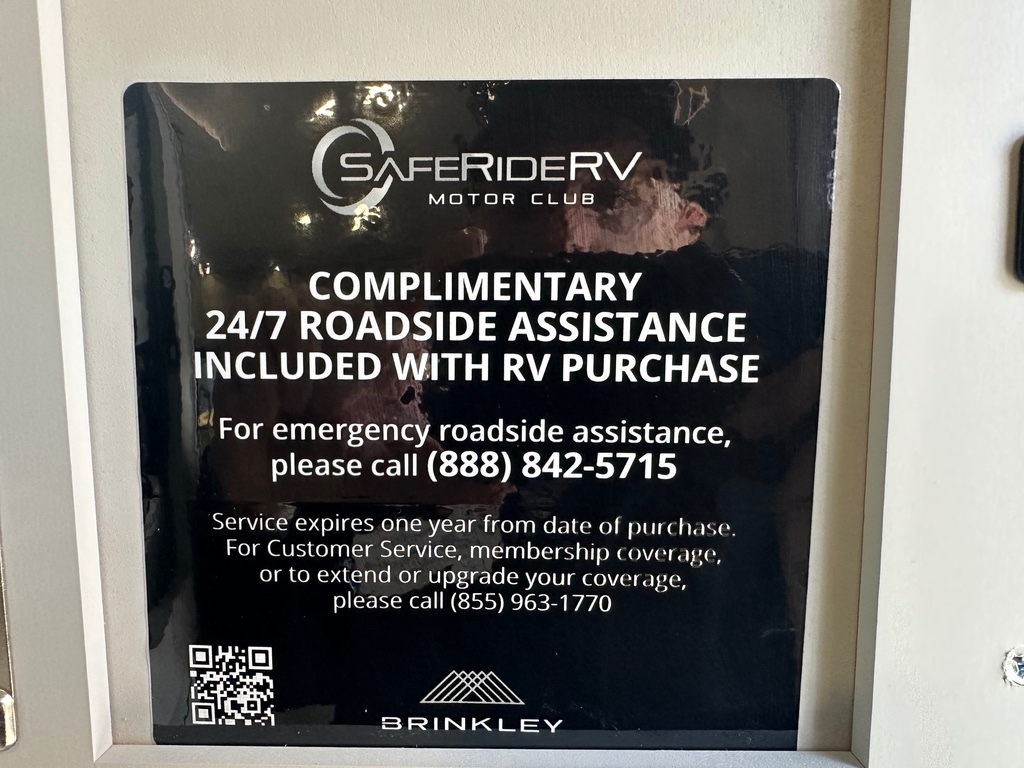 SAFERIDERV
MOTOR CLUB
COMPLIMENTARY
24/7 ROADSIDE ASSISTANCE
INCLUDED WITH RV PURCHASE
For emergency roadside assistance,
please call (888) 842-5715
Service expires one year from date of purchase.
For Customer Service, membership coverage,
or to extend or upgrade your coverage,
please call (855) 963-1770
BRINKLEY